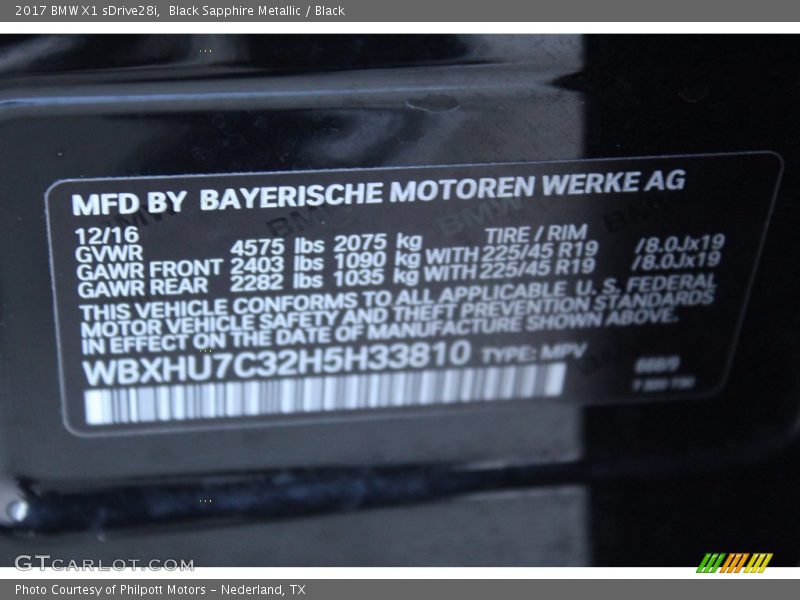 2017 BMW X1 sDrive28i, Black Sapphire Metallic / Black
MFD BY BAYERISCHE MOTOREN WERKE AG
12/16 TIRE / RIM
GVWR 4575 lbs 2075 kg
GAWR FRONT 2403 lbs 1090 kg WITH 225/45 R19 /8.0Jx19
GAWR REAR 2282 lbs 1035 kg WITH 225/45 R19 /8.0Jx19
THIS VEHICLE CONFORMS TO ALL APPLICABLE U. S. FEDERAL
MOTOR VEHICLE SAFETY AND THEFT PREVENTION STANDARDS
IN EFFECT ON THE DATE OF MANUFACTURE SHOWN ABOVE.
WBXHU7C32H5H33810 TYPE: MPV
GTCARLOT.COM
Photo Courtesy of Philpott Motors - Nederland, TX